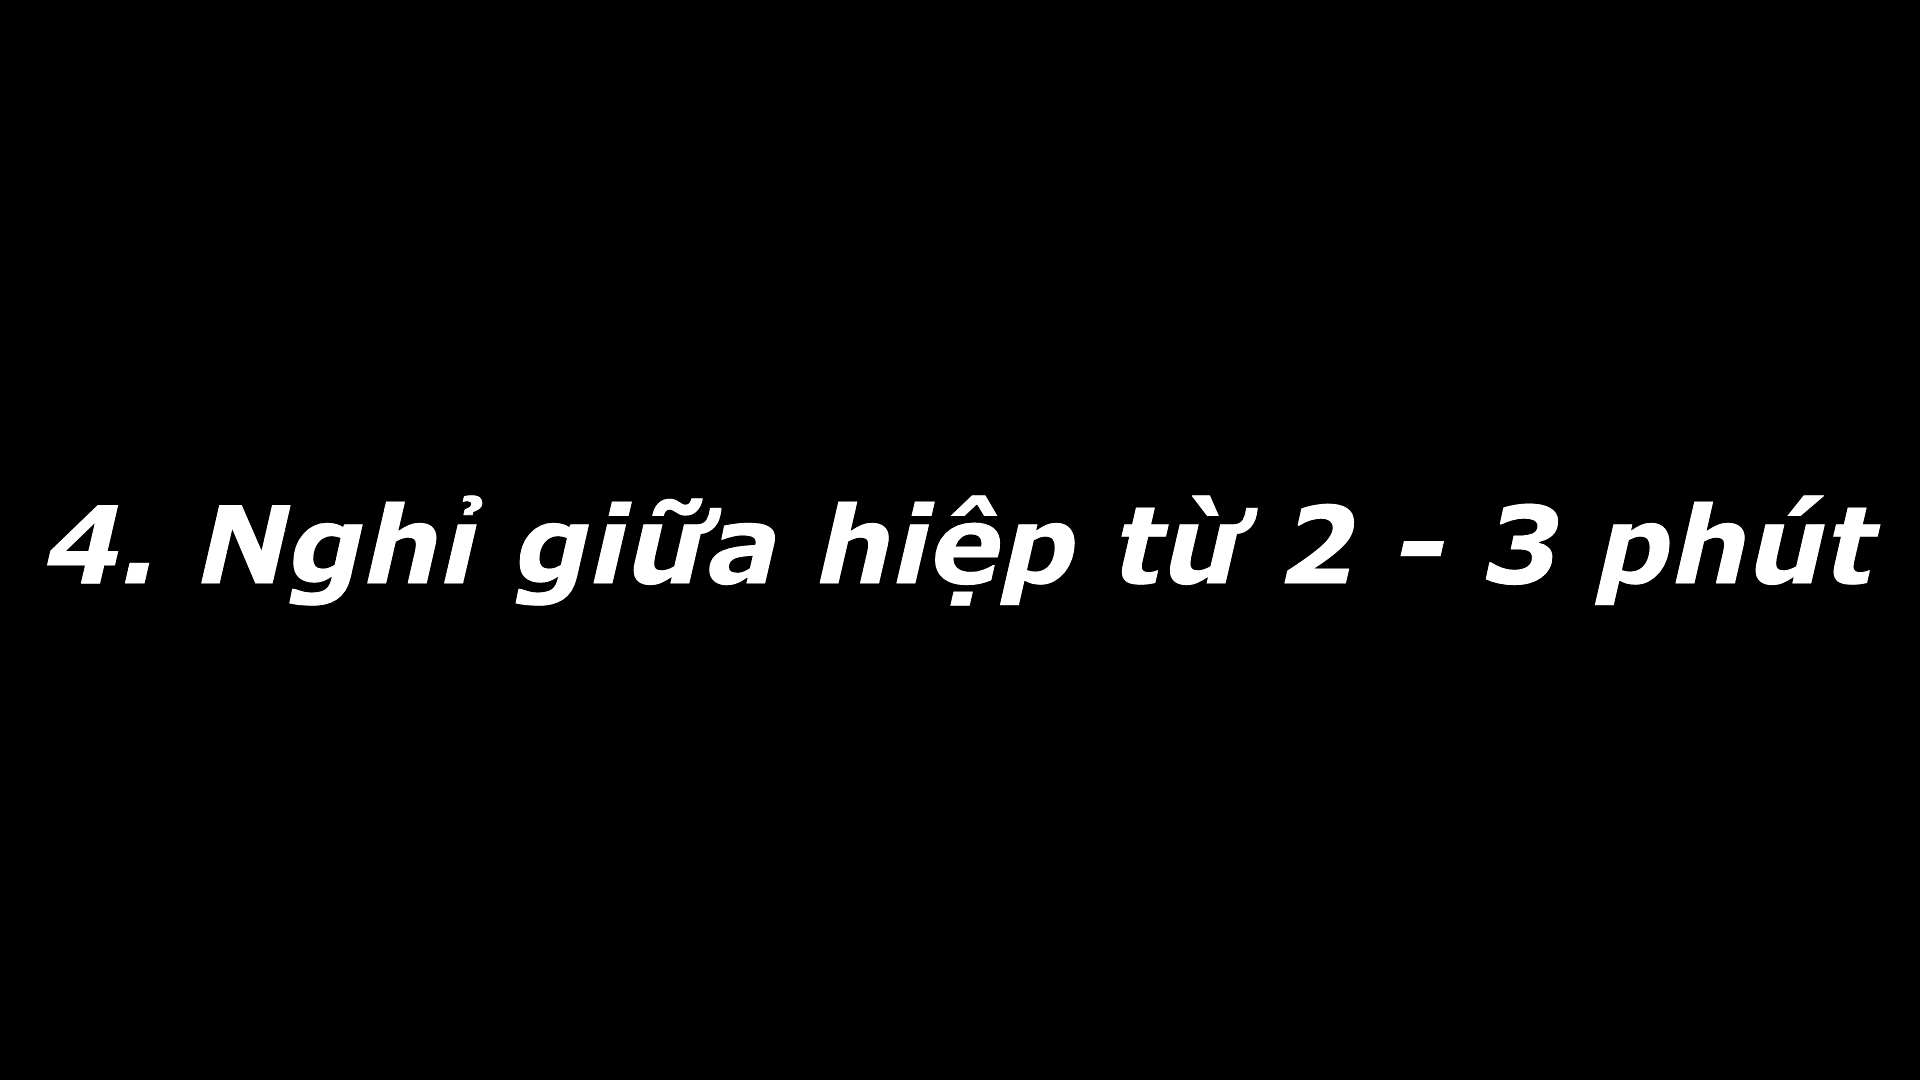 4. Nghỉ giữa hiệp từ 2 - 3 phút